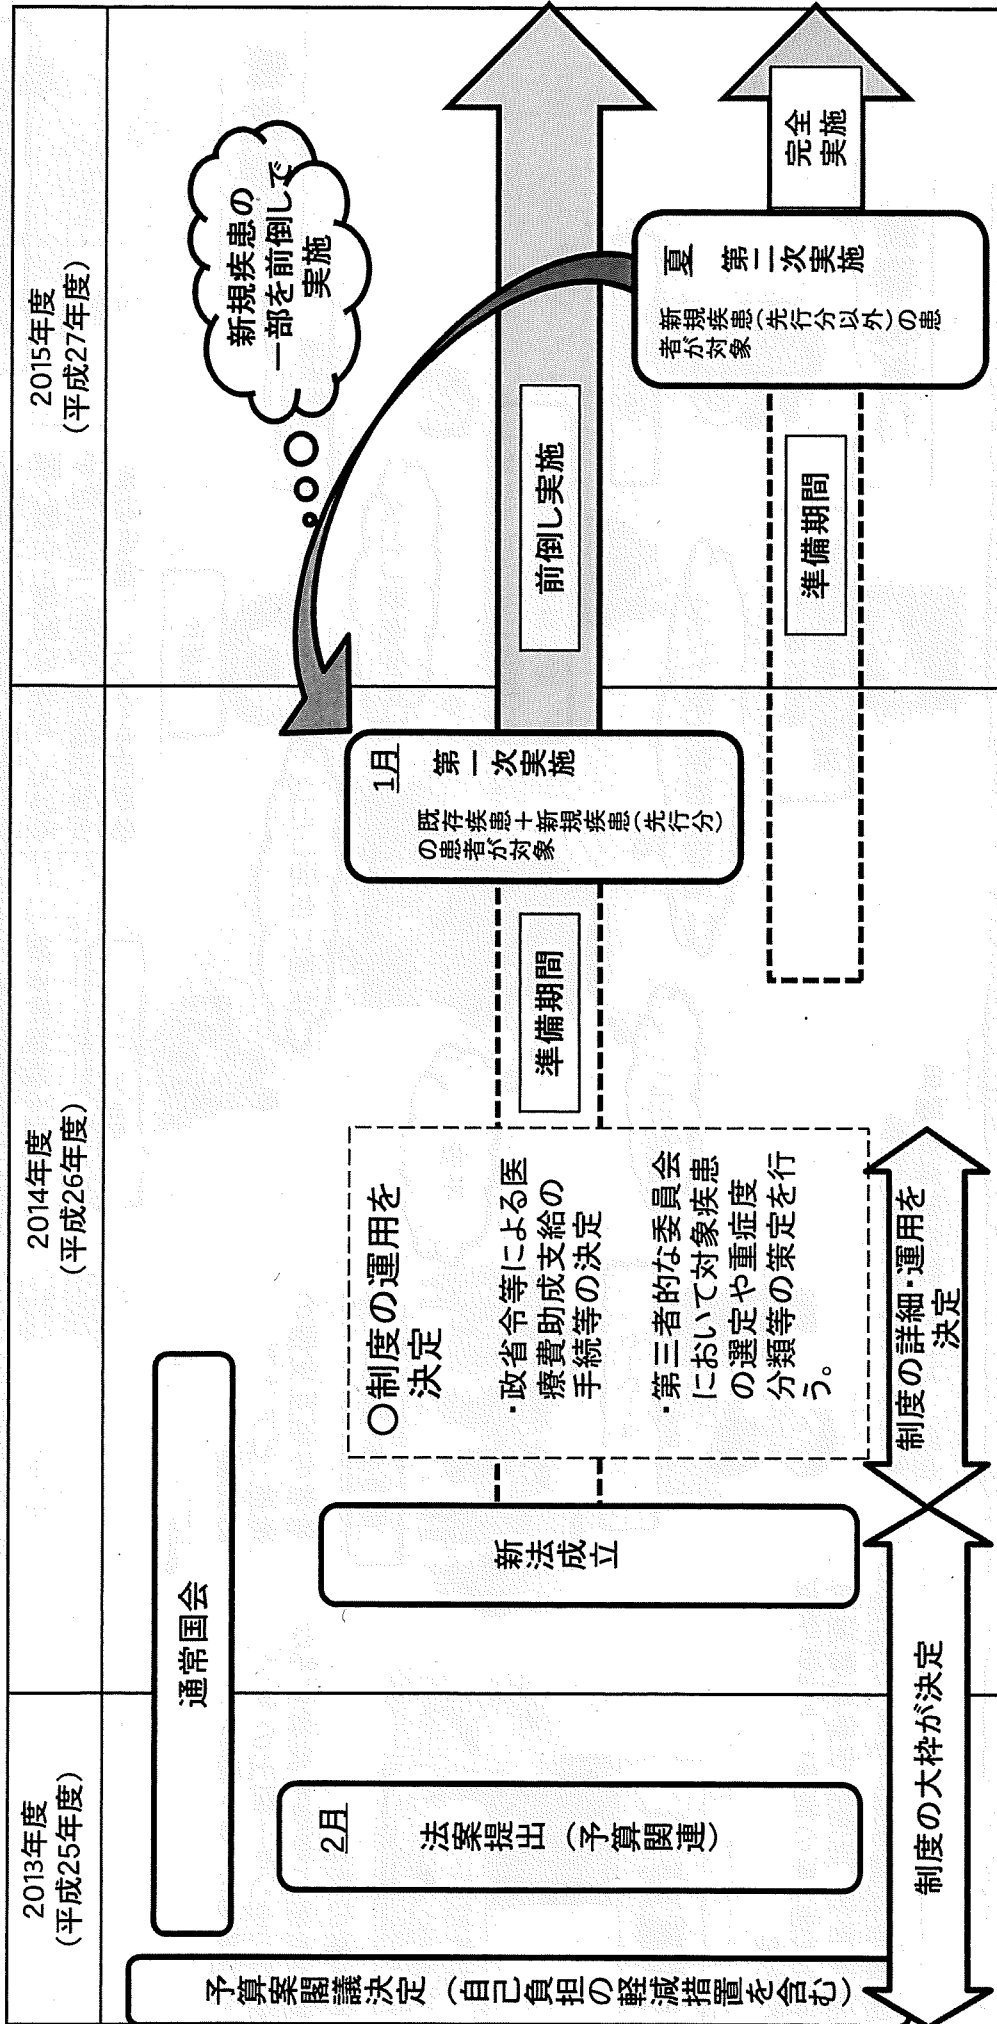 2013年度
(平成25年度)
2014年度
(平成26年度)
2015年度
(平成27年度)
予算案閣議決定（自己負担の軽減措置を含む）
通常国会
2月
法案提出（予算関連）
新法成立
○制度の運用を
決定
・政省令等による医
療費助成支給の
手続等の決定
・第三者的な委員会
において対象疾患
の選定や重症度
分類等の策定を行
う。
準備期間
1月
第一次実施
既存疾患＋新規疾患（先行分）
の患者が対象
前倒し実施
新規疾患の
一部を前倒しで
実施
準備期間
夏
第二次実施
新規疾患（先行分以外）の患
者が対象
完全
実施
制度の大枠が決定
制度の詳細・運用を
決定